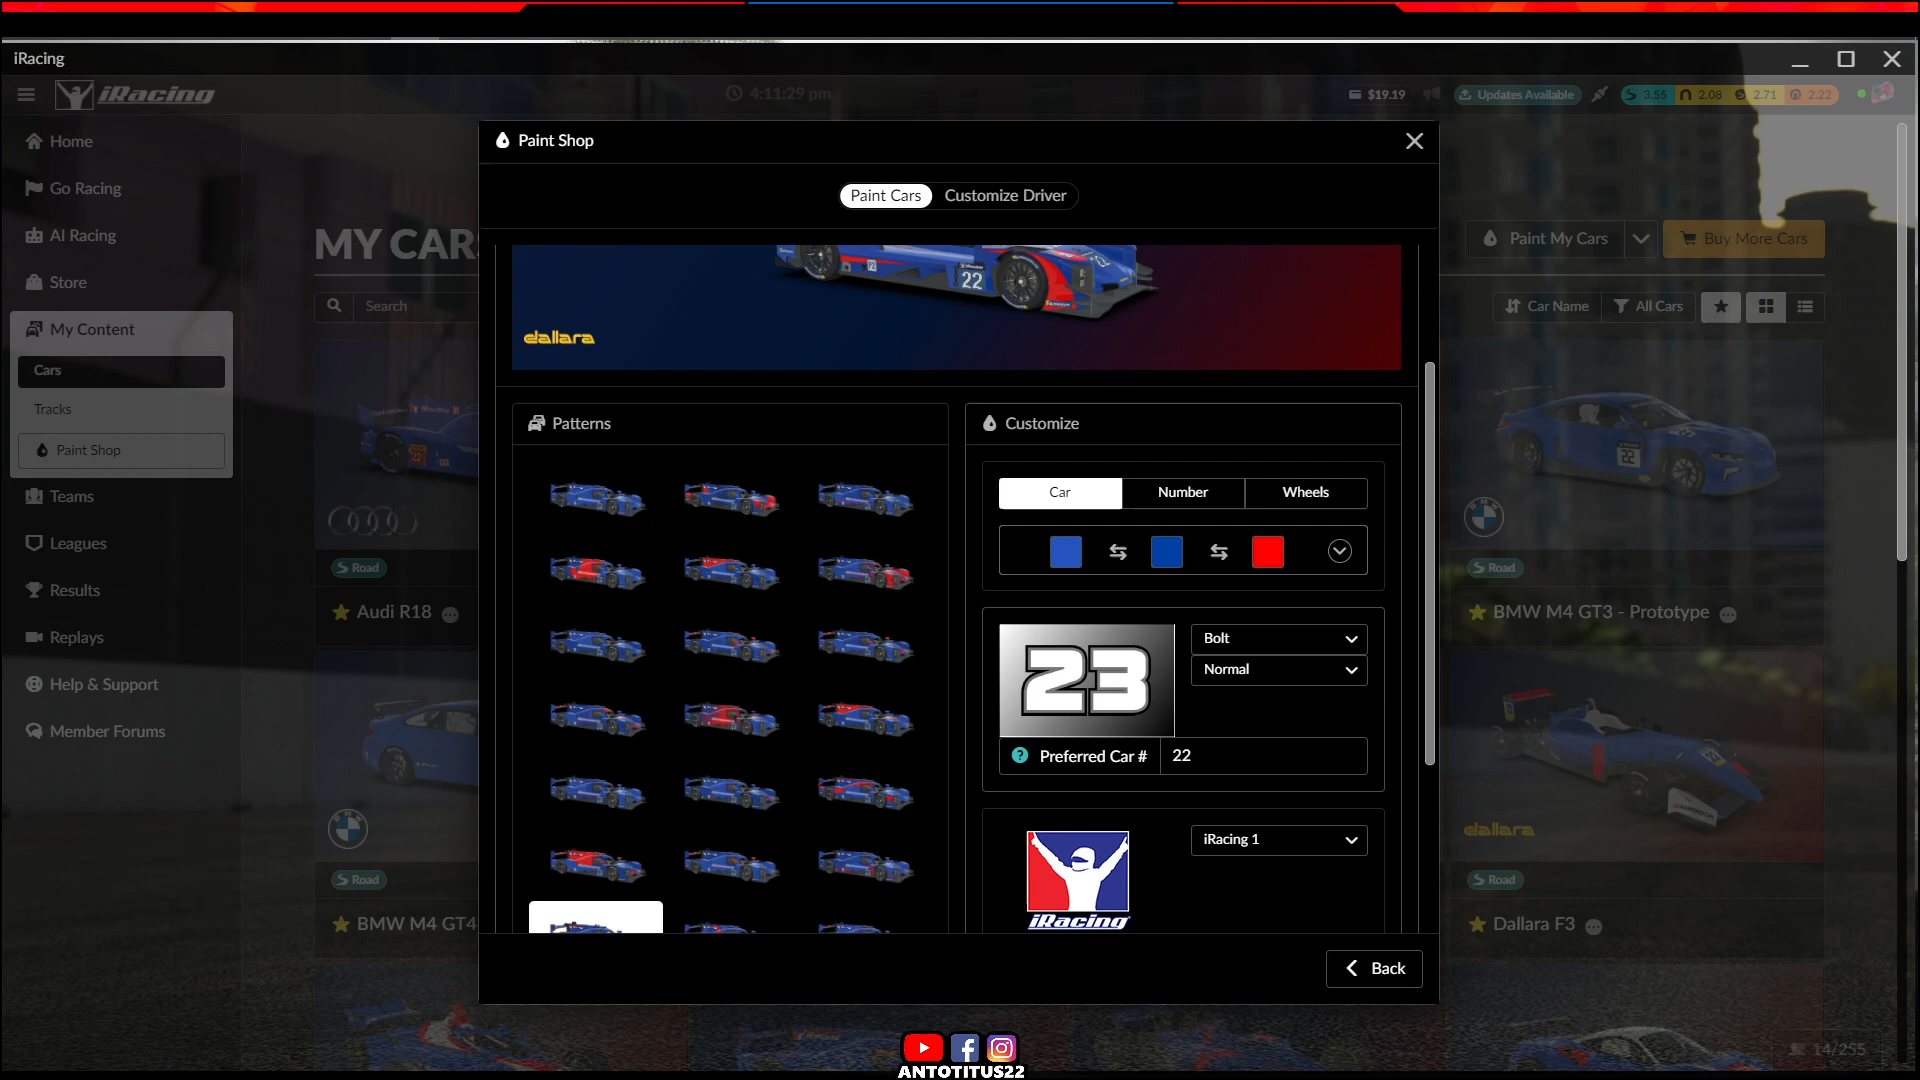 iRacing
iRacing
4:11:29 pm
$19.19
Updates Available
3.55
2.08
2.71
2.22
Paint Shop
Home
Go Racing
AI Racing
Store
My Content
Cars
Tracks
Paint Shop
Teams
Leagues
Results
Replays
Help & Support
Member Forums
Paint Cars
Customize Driver
MY CAR
Paint My Cars
Buy More Cars
Search
Car Name
All Cars
22
dallara
Patterns
Customize
Car
Number
Wheels
Bolt
Normal
23
Preferred Car #
22
iRacing 1
iRacing
Back
Road
Audi R18
Road
BMW M4 GT4
22
Road
BMW M4 GT3 - Prototype
dallara
Road
Dallara F3
14/255
ANTOTITUS22